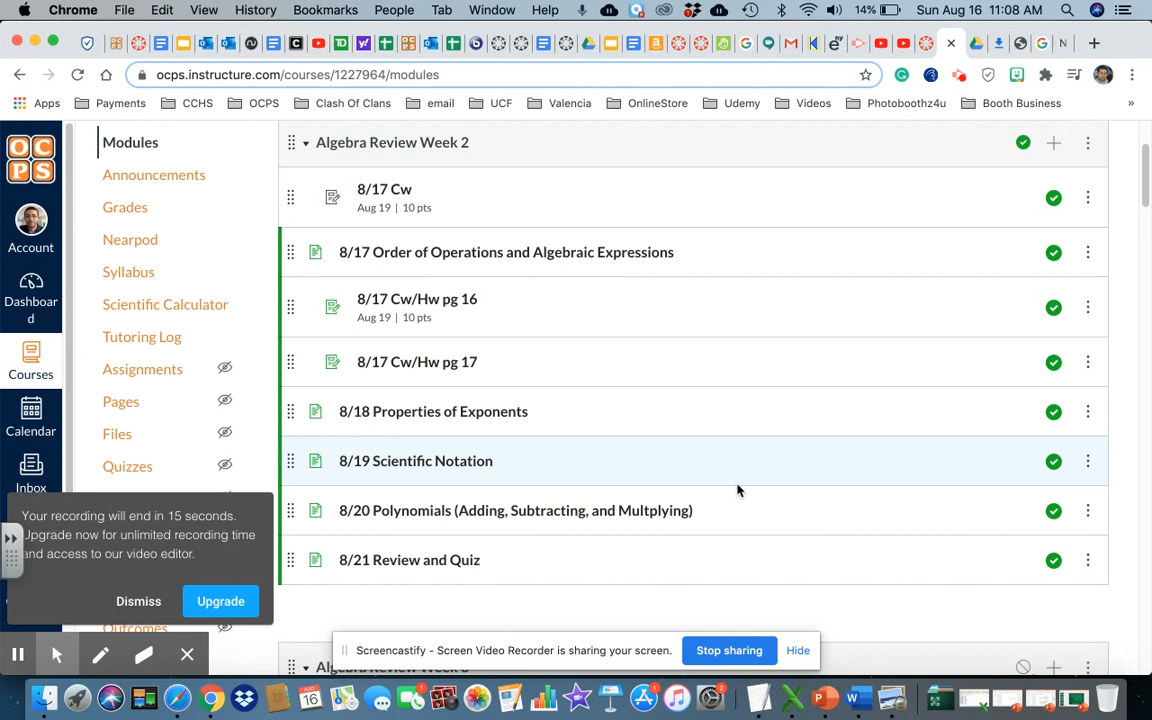 Chrome File Edit View History Bookmarks People Tab Window Help 14% Sun Aug 16 11:08 AM
ocps.instructure.com/courses/1227964/modules
Apps Payments CCHS OCPS Clash Of Clans email UCF Valencia OnlineStore Udemy Videos Photoboothz4u Booth Business »
OCPS
Account
Dashboar
d
Courses
Calendar
Inbox
Modules
Announcements
Grades
Nearpod
Syllabus
Scientific Calculator
Tutoring Log
Assignments
Pages
Files
Quizzes
Outcomes
Algebra Review Week 2
8/17 Cw
Aug 19 | 10 pts
8/17 Order of Operations and Algebraic Expressions
8/17 Cw/Hw pg 16
Aug 19 | 10 pts
8/17 Cw/Hw pg 17
8/18 Properties of Exponents
8/19 Scientific Notation
8/20 Polynomials (Adding, Subtracting, and Multplying)
8/21 Review and Quiz
Algebra Review Week
Your recording will end in 15 seconds.
Upgrade now for unlimited recording time
and access to our video editor.
Dismiss Upgrade
Screencastify - Screen Video Recorder is sharing your screen. Stop sharing Hide